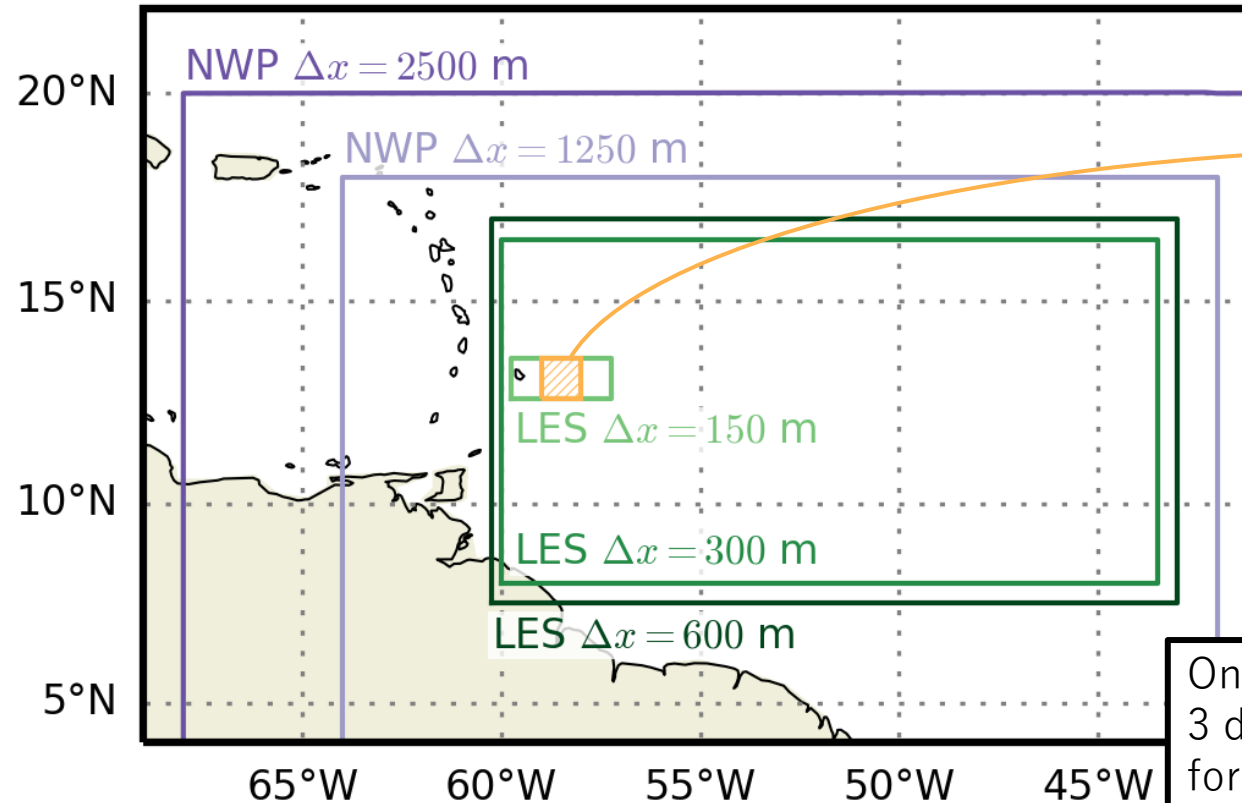 NWP Δx = 2500 m
20°N
NWP Δx = 1250 m
15°N
LES Δx = 150 m
10°N
LES Δx = 300 m
LES Δx = 600 m
5°N
On
3 d
for
65°W 60°W 55°W 50°W 45°W